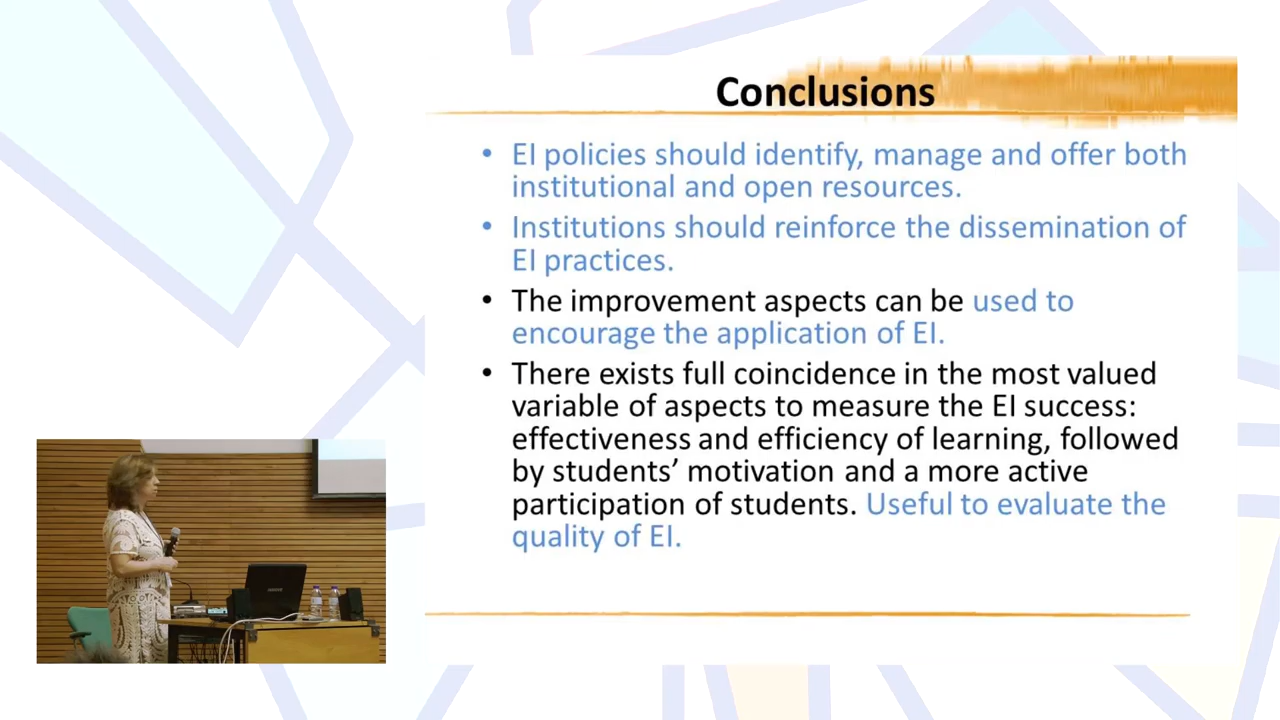 Conclusions
• EI policies should identify, manage and offer both
institutional and open resources.
• Institutions should reinforce the dissemination of
EI practices.
• The improvement aspects can be used to
encourage the application of EI.
• There exists full coincidence in the most valued
variable of aspects to measure the EI success:
effectiveness and efficiency of learning, followed
by students’ motivation and a more active
participation of students. Useful to evaluate the
quality of EI.